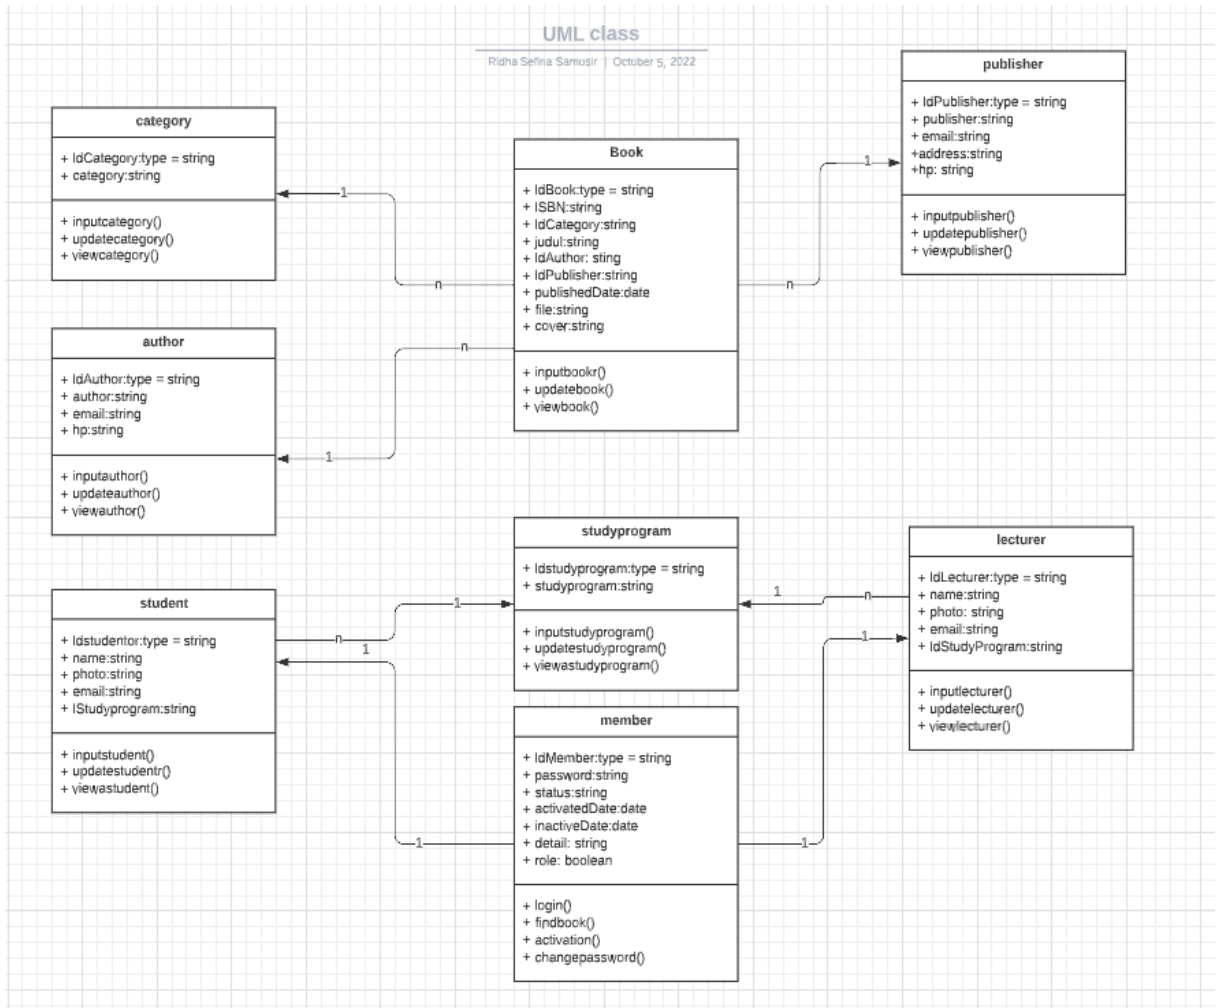 UML class
Ridha Sefina Samosir | October 5, 2022
publisher
+ IdPublisher:type = string
+ publisher:string
+ email:string
+address:string
+hp: string
+ inputpublisher()
+ updatepublisher()
+ viewpublisher()
category
+ IdCategory:type = string
+ category:string
+ inputcategory()
+ updatecategory()
+ viewcategory()
1
n
Book
+ IdBook:type = string
+ ISBN:string
+ IdCategory:string
+ judul:string
+ IdAuthor: sting
+ IdPublisher:string
+ publishedDate:date
+ file:string
+ cover:string
+ inputbookr()
+ updatebook()
+ viewbook()
1
n
author
+ IdAuthor:type = string
+ author:string
+ email:string
+ hp:string
+ inputauthor()
+ updateauthor()
+ viewauthor()
n
1
studyprogram
+ Idstudyprogram:type = string
+ studyprogram:string
+ inputstudyprogram()
+ updatestudyprogram()
+ viewastudyprogram()
lecturer
+ IdLecturer:type = string
+ name:string
+ photo: string
+ email:string
+ IdStudyProgram:string
+ inputlecturer()
+ updatelecturer()
+ viewlecturer()
1
n
1
student
+ Idstudentor:type = string
+ name:string
+ photo:string
+ email:string
+ IStudyprogram:string
+ inputstudent()
+ updatestudentr()
+ viewastudent()
1
n
1
member
+ IdMember:type = string
+ password:string
+ status:string
+ activatedDate:date
+ inactiveDate:date
+ detail: string
+ role: boolean
+ login()
+ findbook()
+ activation()
+ changepassword()
1
1